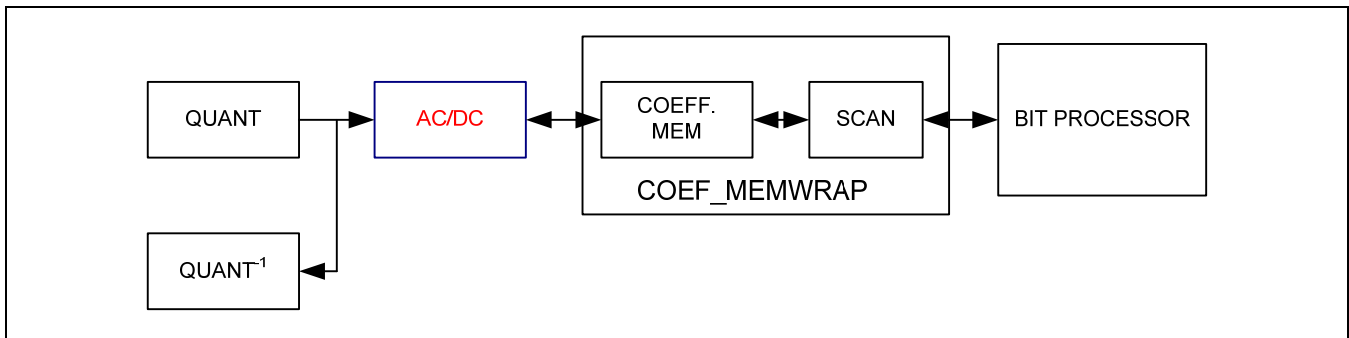 QUANT
AC/DC
COEFF.
MEM
SCAN
BIT PROCESSOR
COEF_MEMWRAP
QUANT⁻¹